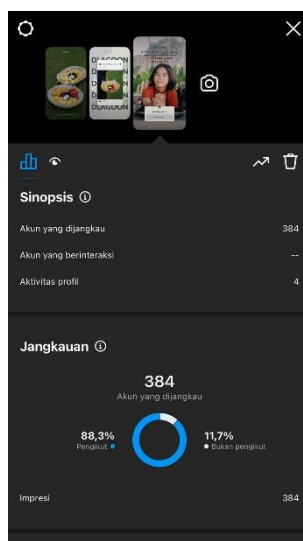 DLAGOON
Sinopsis
Akun yang dijangkau 384
Akun yang berinteraksi --
Aktivitas profil 4
Jangkauan
384
Akun yang dijangkau
88,3% 11,7%
Pengikut Bukan pengikut
Impresi 384